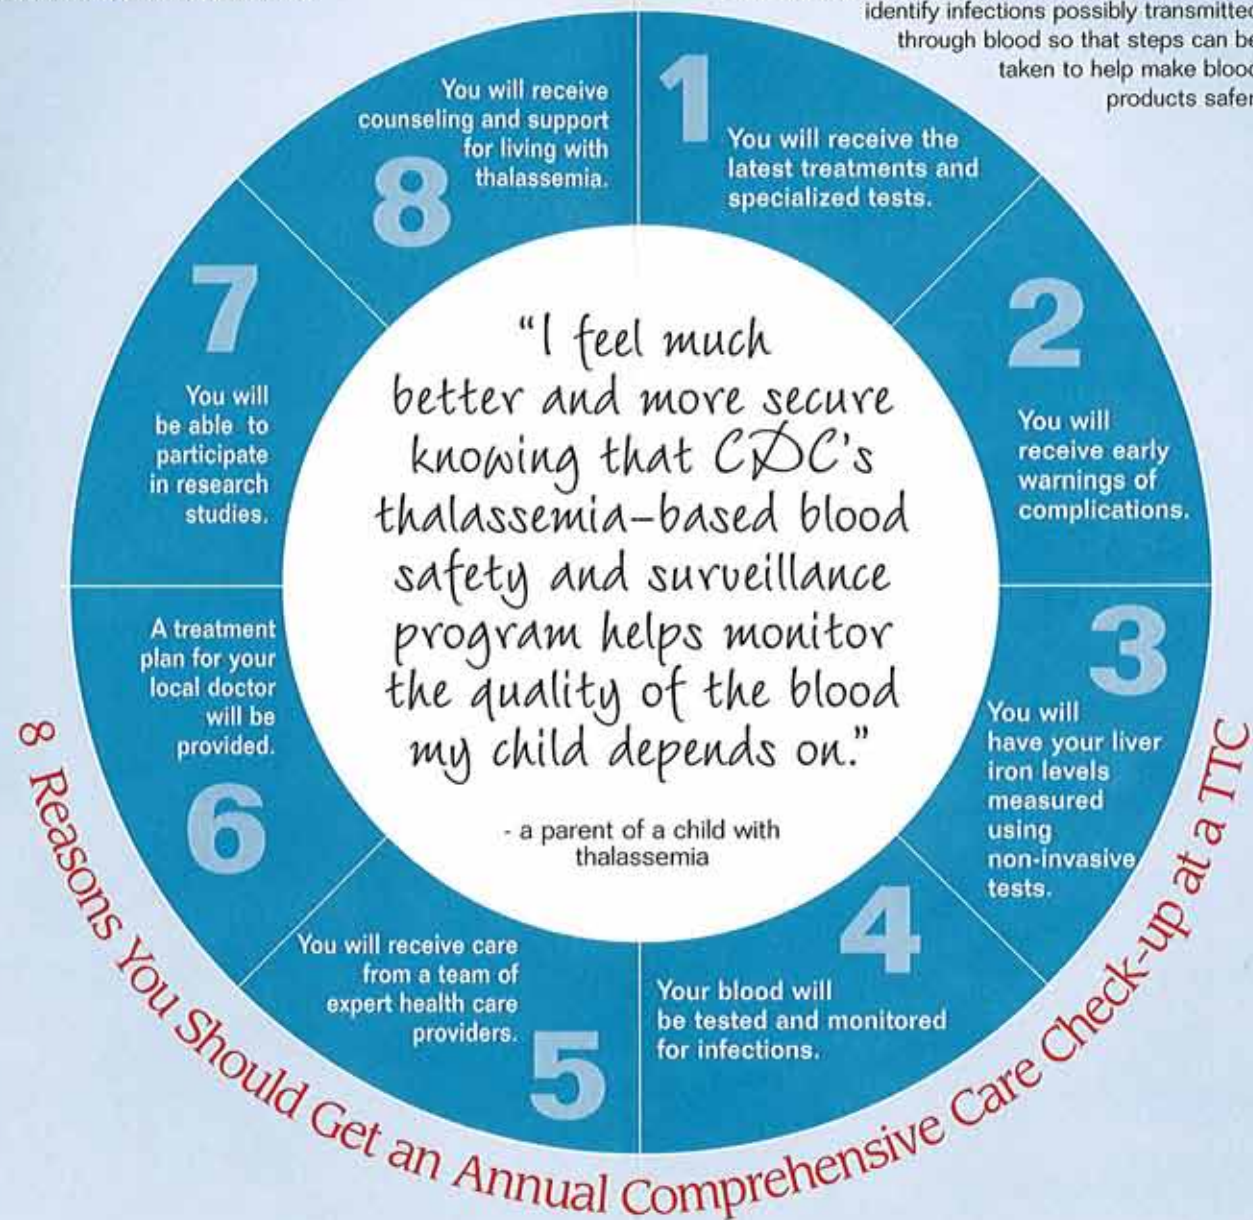 identify infections possibly transmitted
through blood so that steps can be
taken to help make blood
products safer
1
You will receive the
latest treatments and
specialized tests.
2
You will
receive early
warnings of
complications.
3
You will
have your liver
iron levels
measured
using
non-invasive
tests.
4
Your blood will
be tested and monitored
for infections.
5
You will receive care
from a team of
expert health care
providers.
6
A treatment
plan for your
local doctor
will be
provided.
7
You will
be able to
participate
in research
studies.
8
You will receive
counseling and support
for living with
thalassemia.
"I feel much
better and more secure
knowing that CDC's
thalassemia-based blood
safety and surveillance
program helps monitor
the quality of the blood
my child depends on."
- a parent of a child with
thalassemia
8 Reasons You Should Get an Annual Comprehensive Care Check-up at a TTC